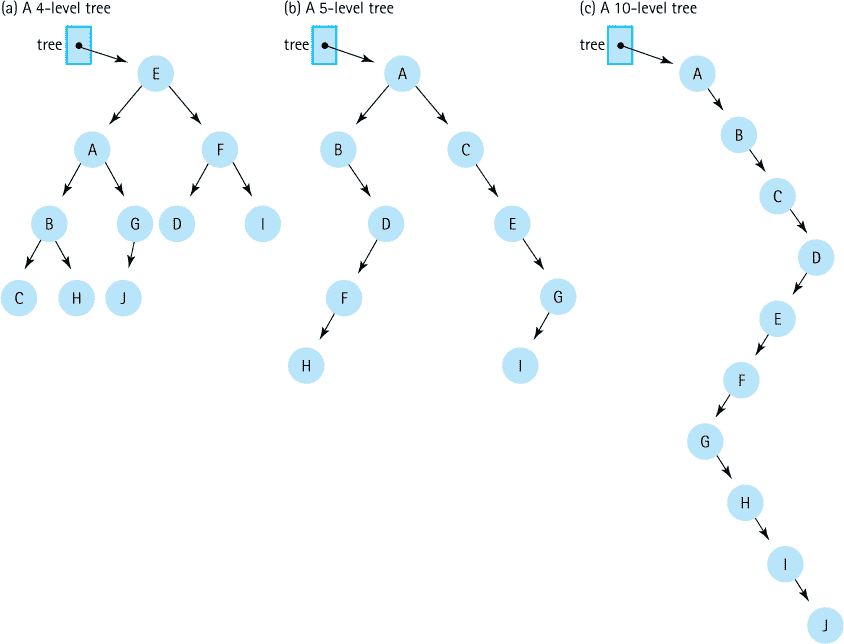 (a) A 4-level tree
(b) A 5-level tree
(c) A 10-level tree
tree
tree
tree
E
A
F
B
G
D
I
C
H
J
A
B
C
D
E
F
G
H
I
A
B
C
D
E
F
G
H
I
J